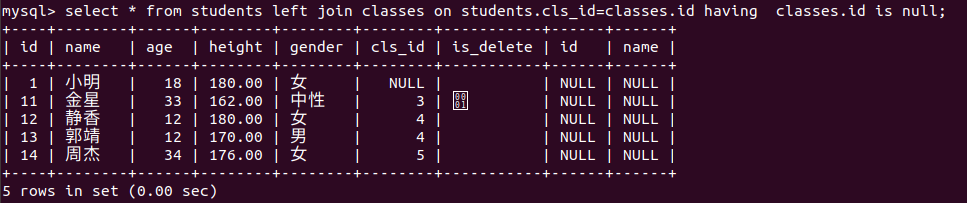 mysql> select * from students left join classes on students.cls_id=classes.id having  classes.id is null;
+----+--------+------+--------+--------+--------+-----------+------+------+
| id | name   | age  | height | gender | cls_id | is_delete | id   | name |
+----+--------+------+--------+--------+--------+-----------+------+------+
|  1 | 小明   |   18 | 180.00 | 女     |   NULL |           | NULL | NULL |
| 11 | 金星   |   33 | 162.00 | 中性   |      3 | 0001      | NULL | NULL |
| 12 | 静香   |   12 | 180.00 | 女     |      4 |           | NULL | NULL |
| 13 | 郭靖   |   12 | 170.00 | 男     |      4 |           | NULL | NULL |
| 14 | 周杰   |   34 | 176.00 | 女     |      5 |           | NULL | NULL |
+----+--------+------+--------+--------+--------+-----------+------+------+
5 rows in set (0.00 sec)